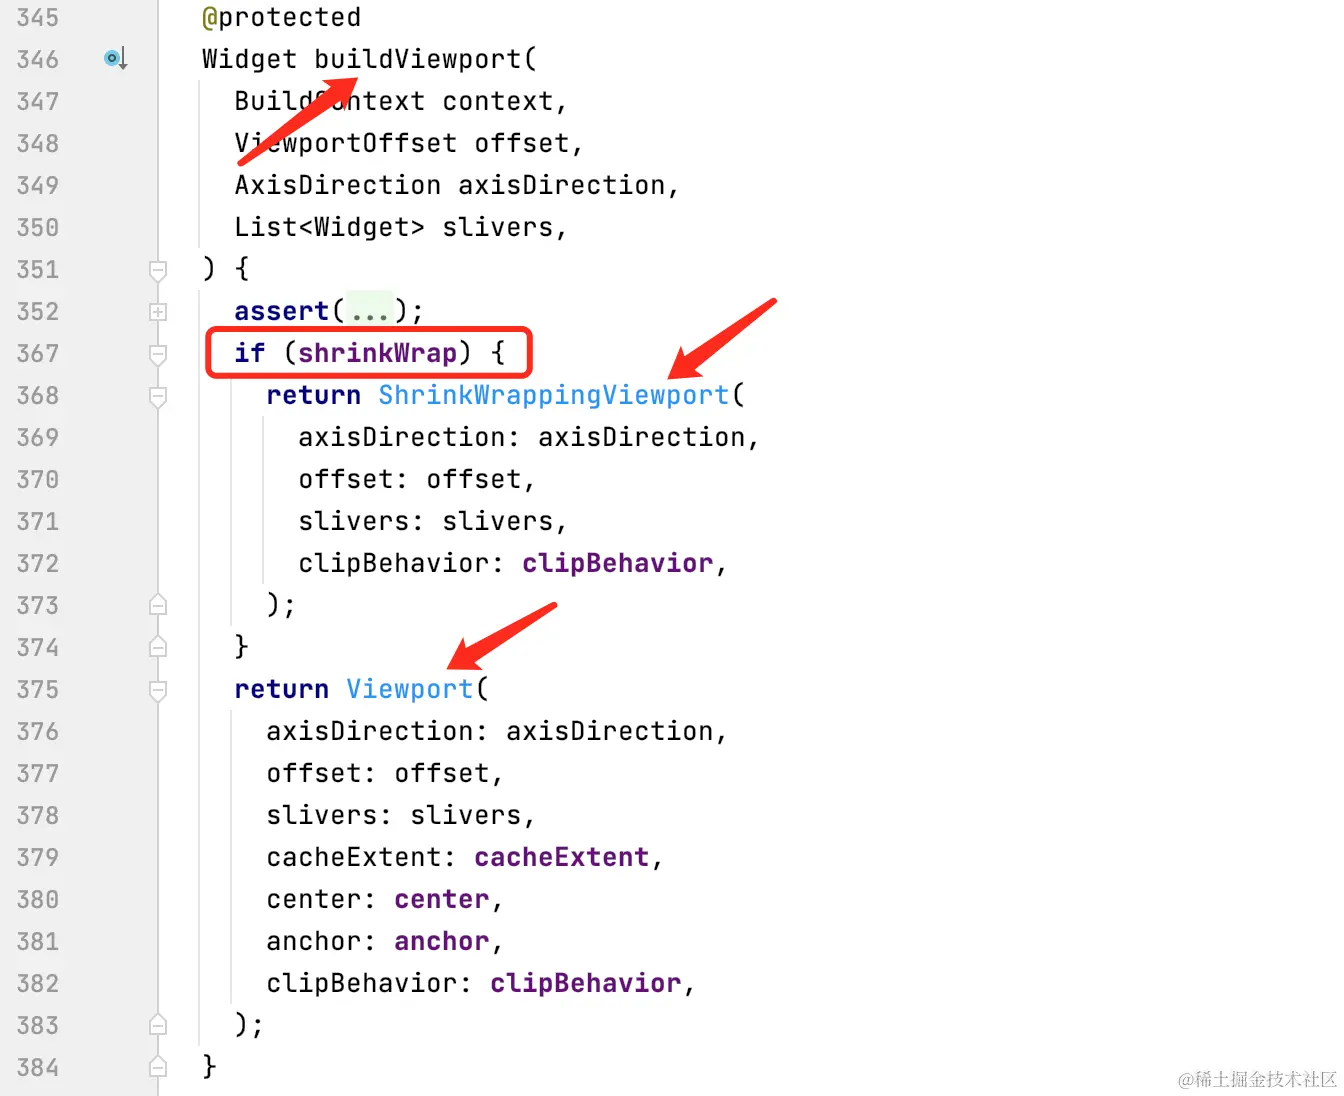 345 @protected
346 Widget buildViewport(
347 BuildContext context,
348 ViewportOffset offset,
349 AxisDirection axisDirection,
350 List<Widget> slivers,
351 ) {
352 assert(...);
367 if (shrinkWrap) {
368 return ShrinkWrappingViewport(
369 axisDirection: axisDirection,
370 offset: offset,
371 slivers: slivers,
372 clipBehavior: clipBehavior,
373 );
374 }
375 return Viewport(
376 axisDirection: axisDirection,
377 offset: offset,
378 slivers: slivers,
379 cacheExtent: cacheExtent,
380 center: center,
381 anchor: anchor,
382 clipBehavior: clipBehavior,
383 );
384 }
@稀土掘金技术社区